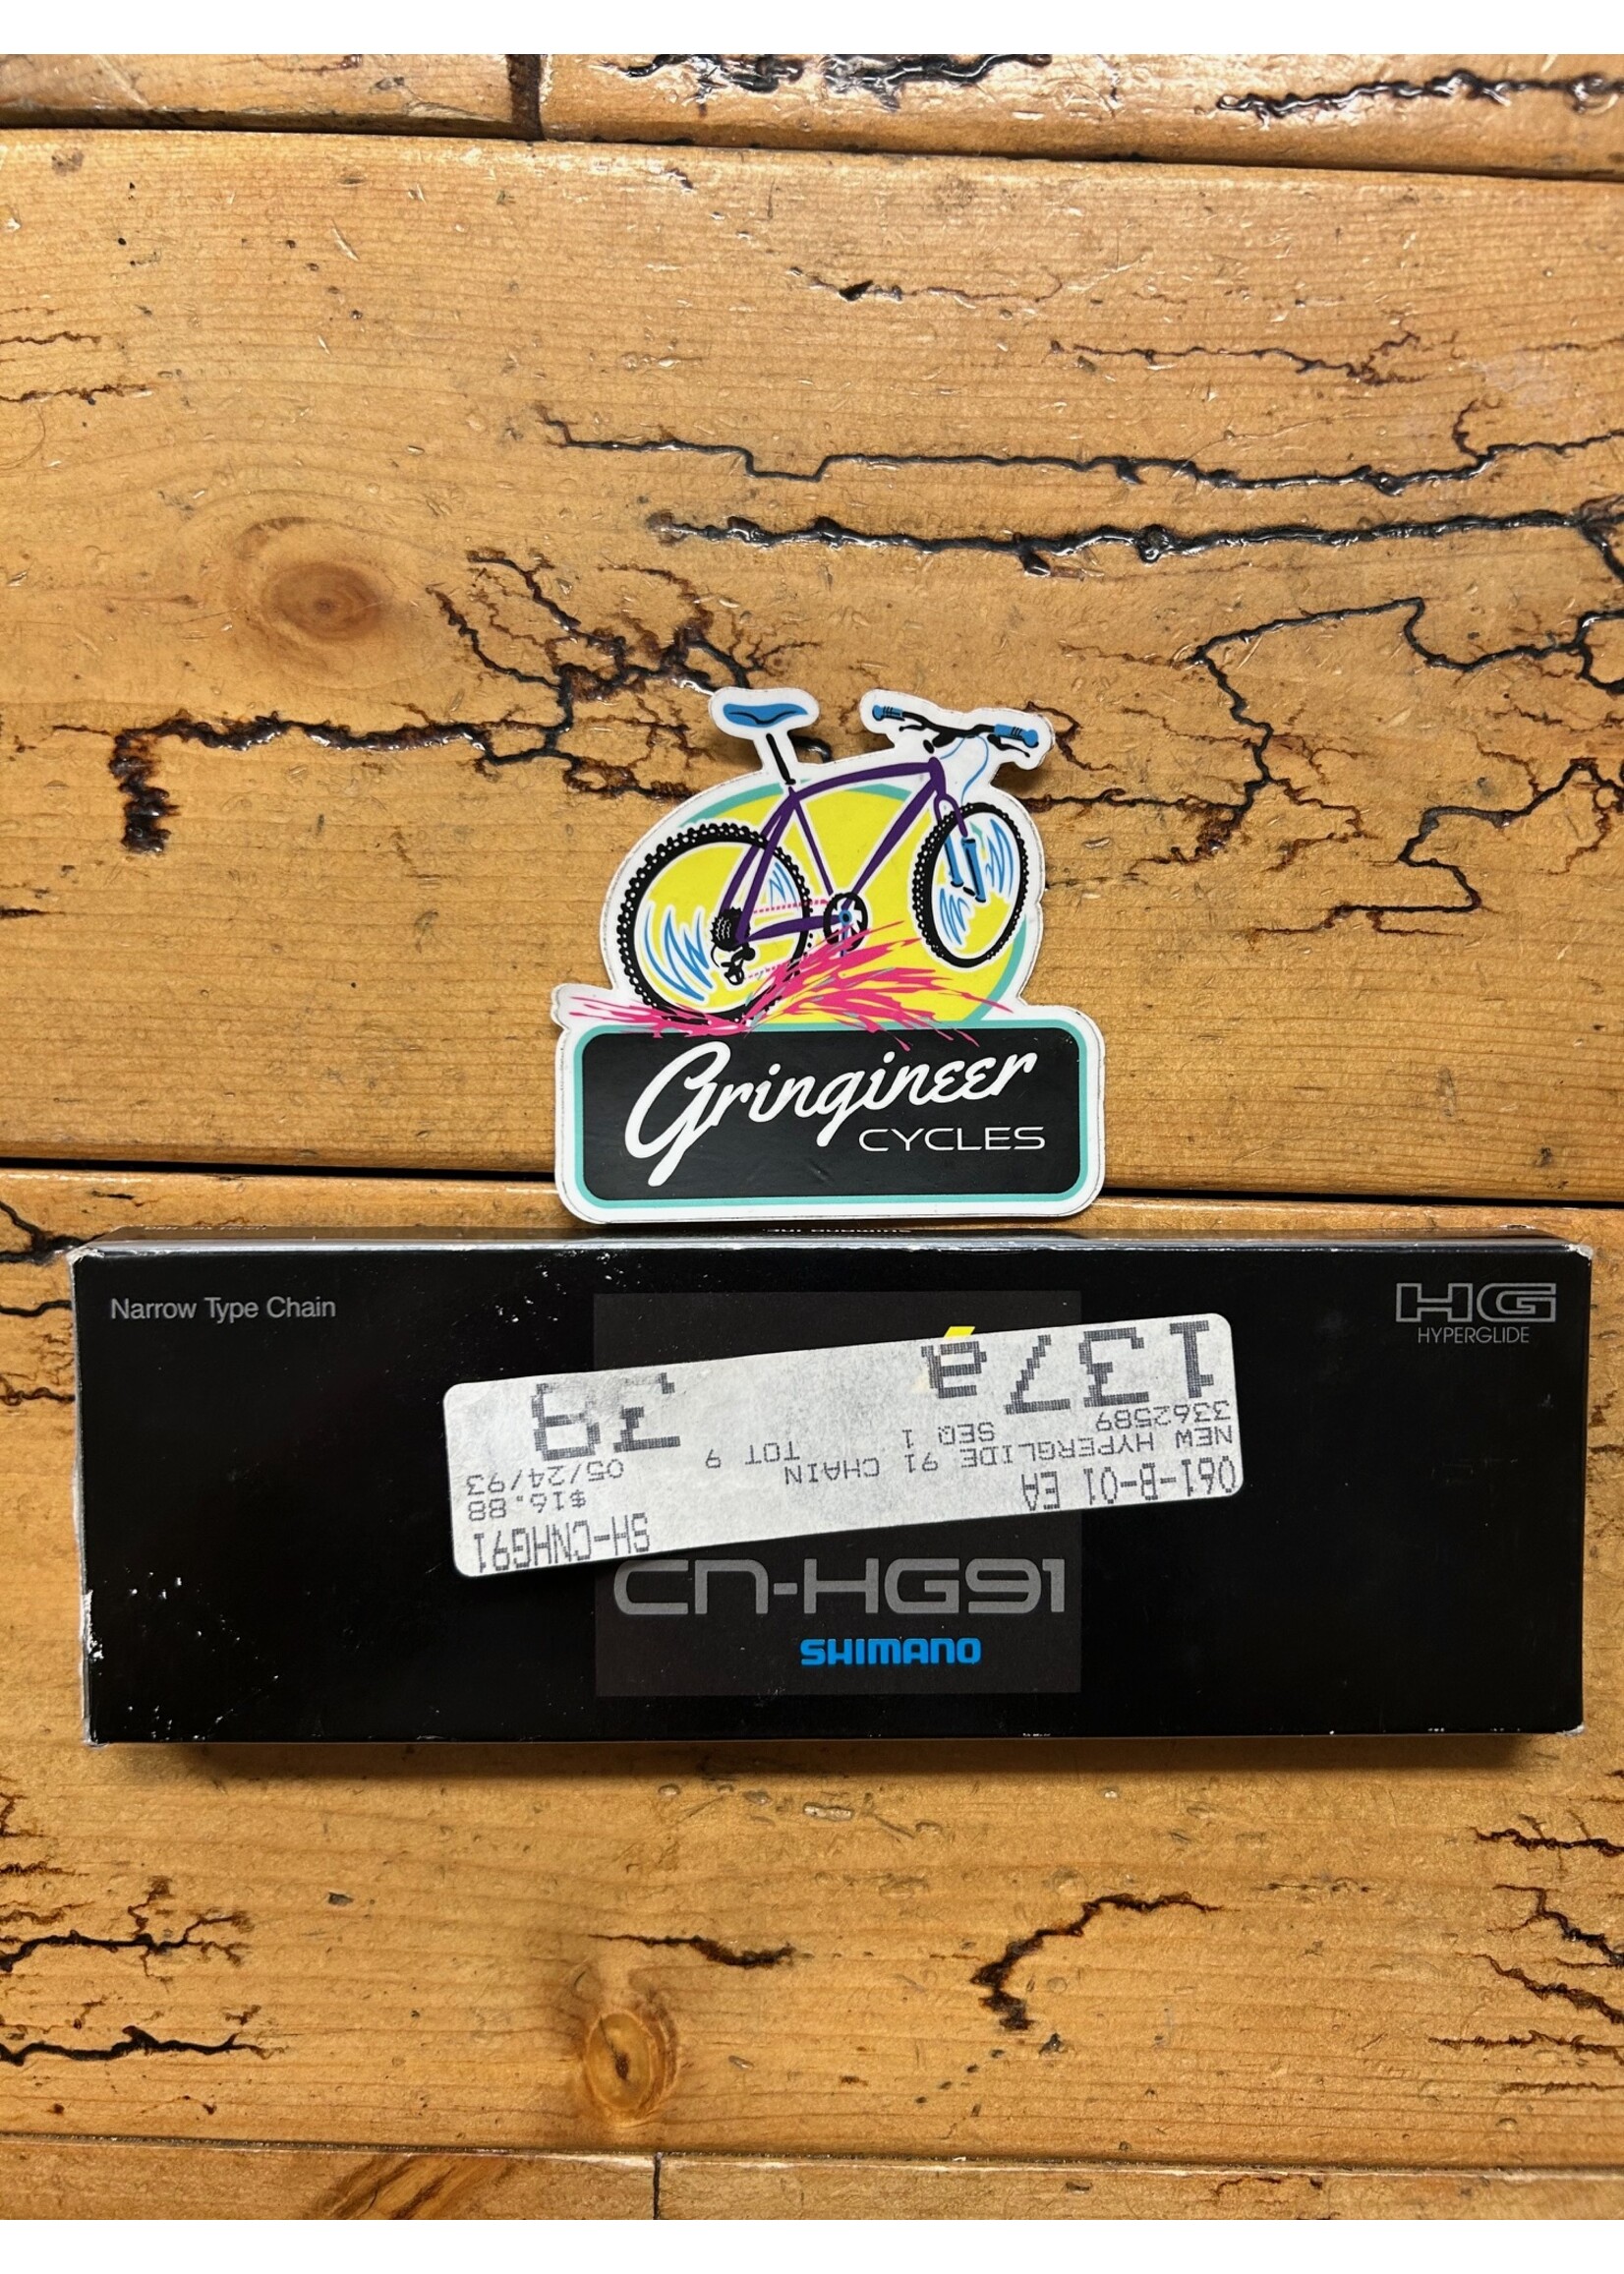 Gringineer
CYCLES
Narrow Type Chain
HG
HYPERGLIDE
061-B-01 EA SH-CNHG91
NEW HYPERGLIDE 91 CHAIN $16.88
3362589 SEQ 1 TOT 9 05/24/93
137a
CN-HG91
SHIMANO